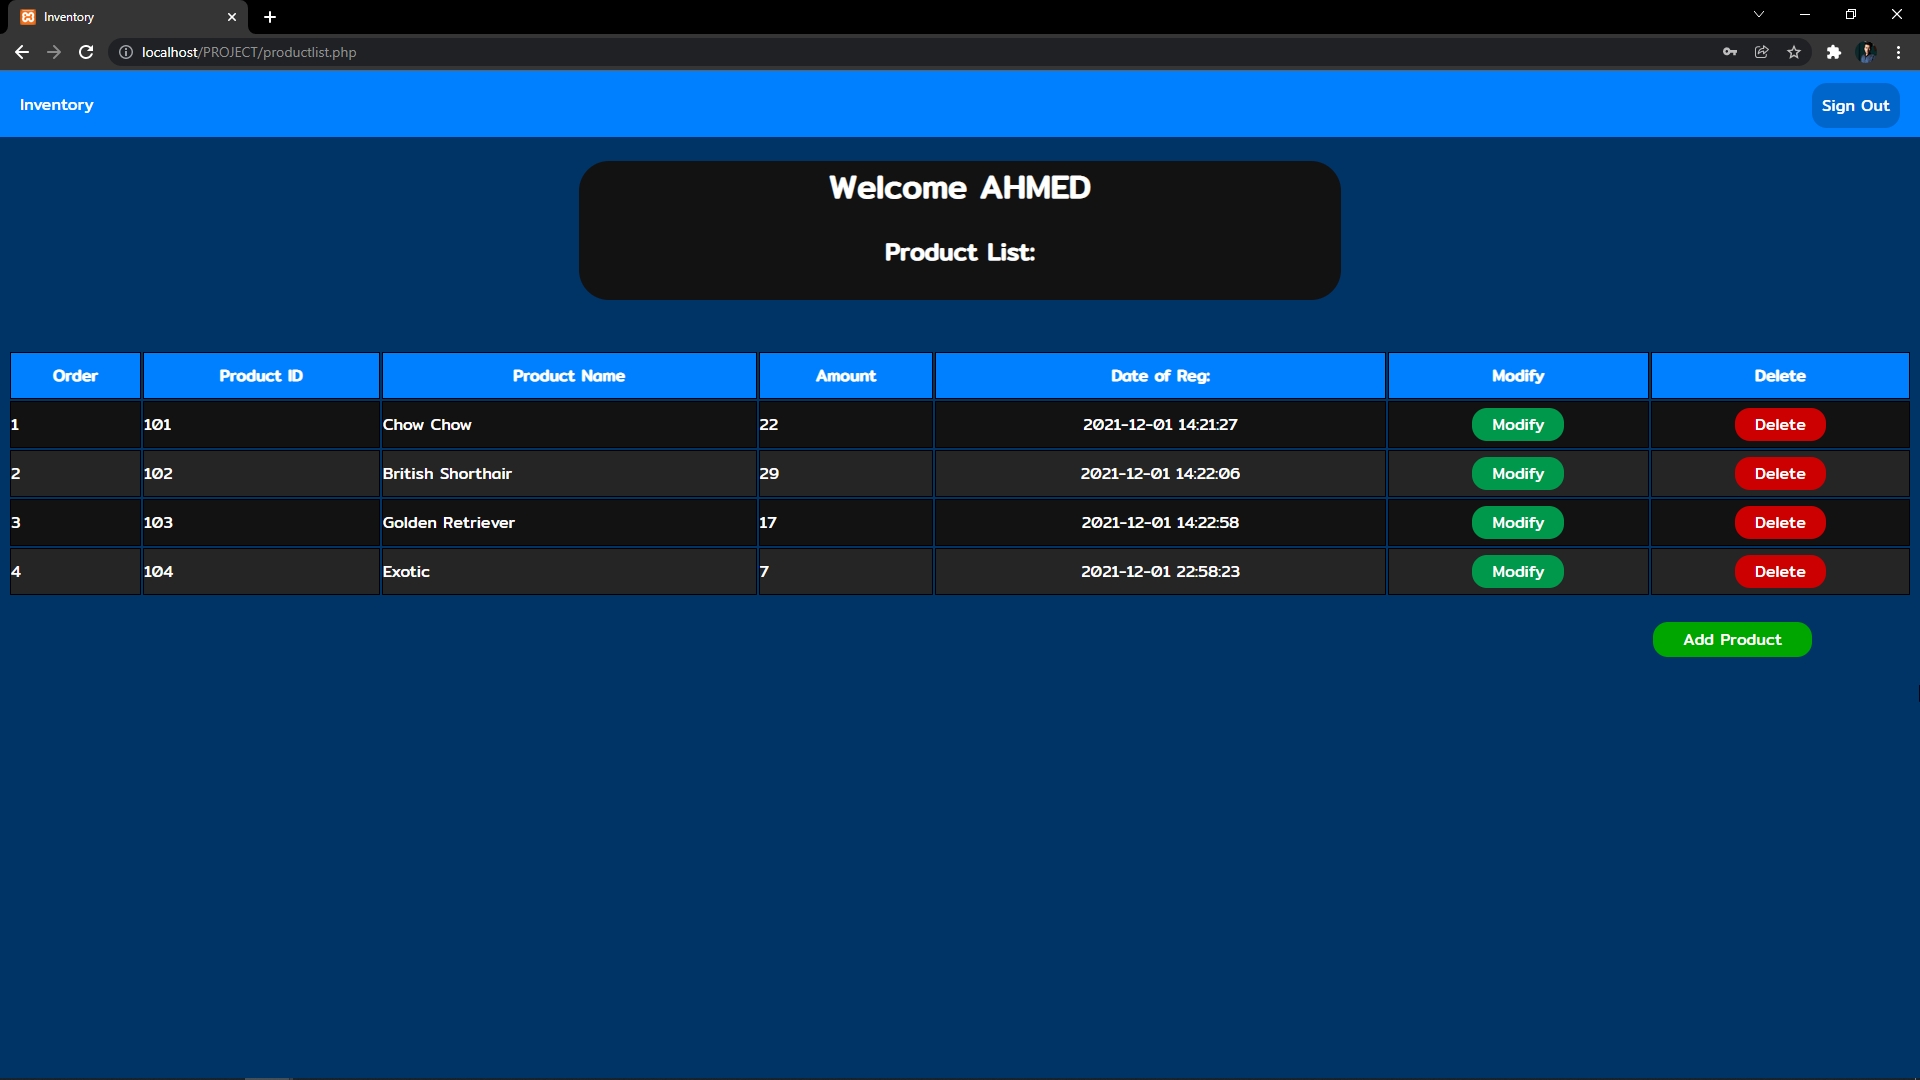 Inventory
localhost/PROJECT/productlist.php
Inventory Sign Out
Welcome AHMED
Product List:
Order Product ID Product Name Amount Date of Reg: Modify Delete
1 101 Chow Chow 22 2021-12-01 14:21:27 Modify Delete
2 102 British Shorthair 29 2021-12-01 14:22:06 Modify Delete
3 103 Golden Retriever 17 2021-12-01 14:22:58 Modify Delete
4 104 Exotic 7 2021-12-01 22:58:23 Modify Delete
Add Product